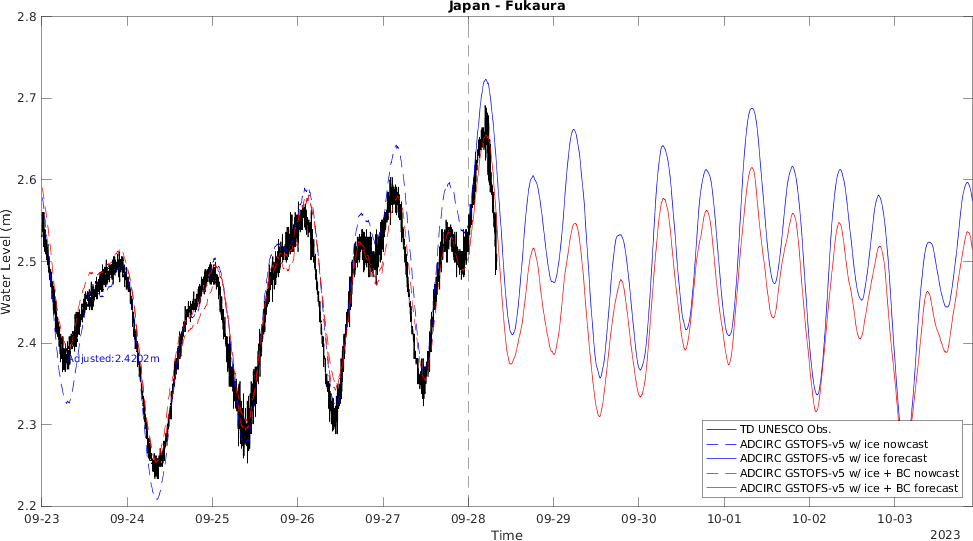 Japan - Fukaura
2.8
2.7
2.6
2.5
2.4
2.3
2.2
Water Level (m)
Adjusted:2.4202m
TD UNESCO Obs.
ADCIRC GSTOFS-v5 w/ ice nowcast
ADCIRC GSTOFS-v5 w/ ice forecast
ADCIRC GSTOFS-v5 w/ ice + BC nowcast
ADCIRC GSTOFS-v5 w/ ice + BC forecast
09-23 09-24 09-25 09-26 09-27 09-28 09-29 09-30 10-01 10-02 10-03
Time
2023